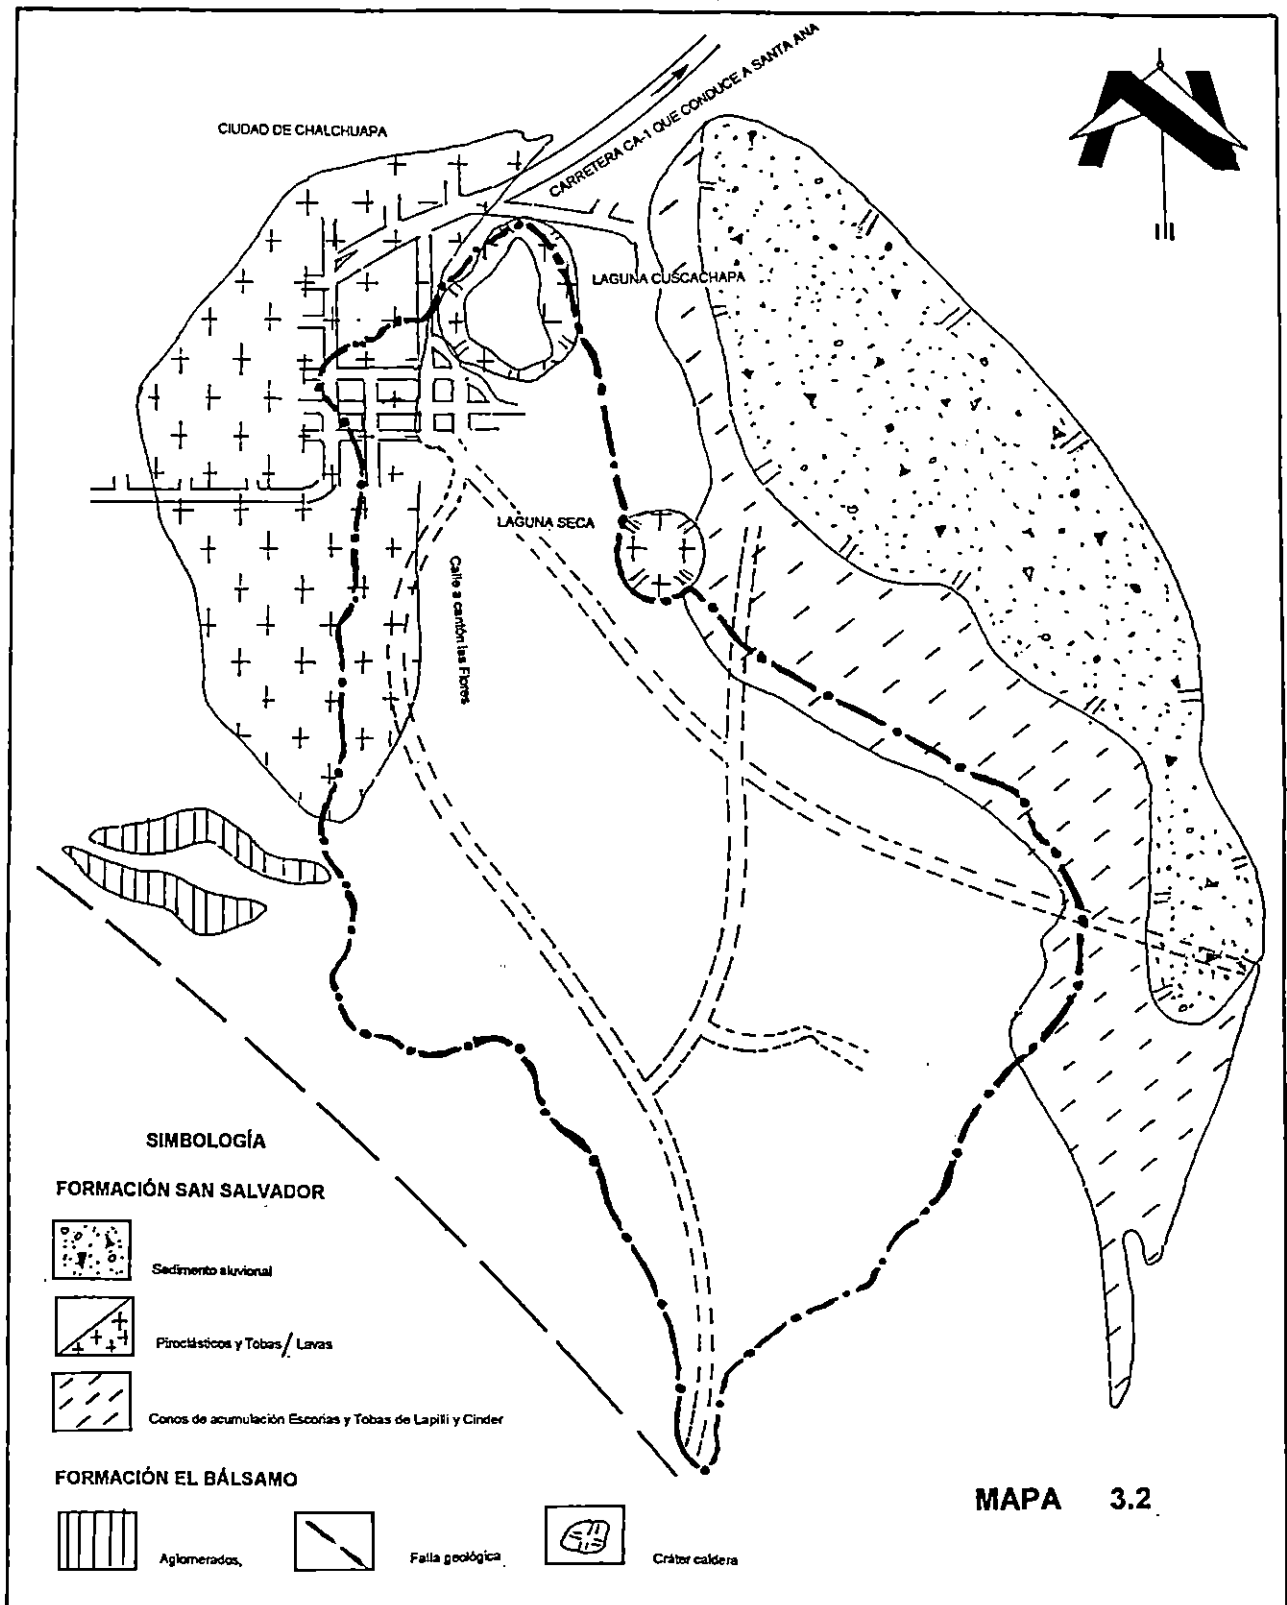 CIUDAD DE CHALCHUAPA
CARRETERA CA-1 QUE CONDUCE A SANTA ANA
LAGUNA CUSCACHAPA
LAGUNA SECA
Calle a cantón las Flores
SIMBOLOGÍA
FORMACIÓN SAN SALVADOR
Sedimento aluvional
Piroclásticos y Tobas / Lavas
Conos de acumulación Escorias y Tobas de Lapilli y Cinder
FORMACIÓN EL BÁLSAMO
Aglomerados,
Falla geológica
Cráter caldera
MAPA 3.2